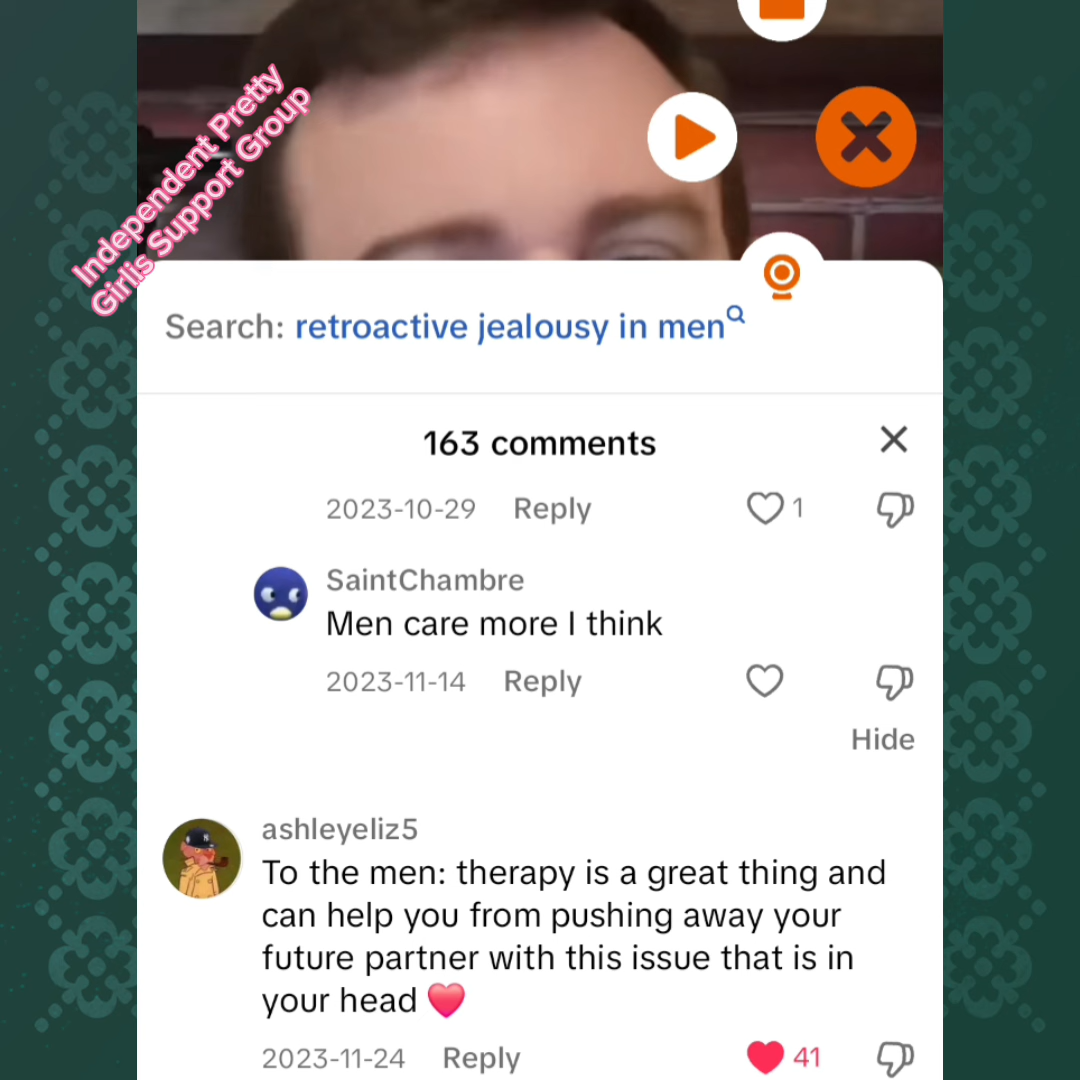 Independent Pretty
Girlis Support Group
Search: retroactive jealousy in men
163 comments
2023-10-29 Reply 1
SaintChambre
Men care more I think
2023-11-14 Reply
Hide
ashleyeliz5
To the men: therapy is a great thing and
can help you from pushing away your
future partner with this issue that is in
your head ❤️
2023-11-24 Reply 41